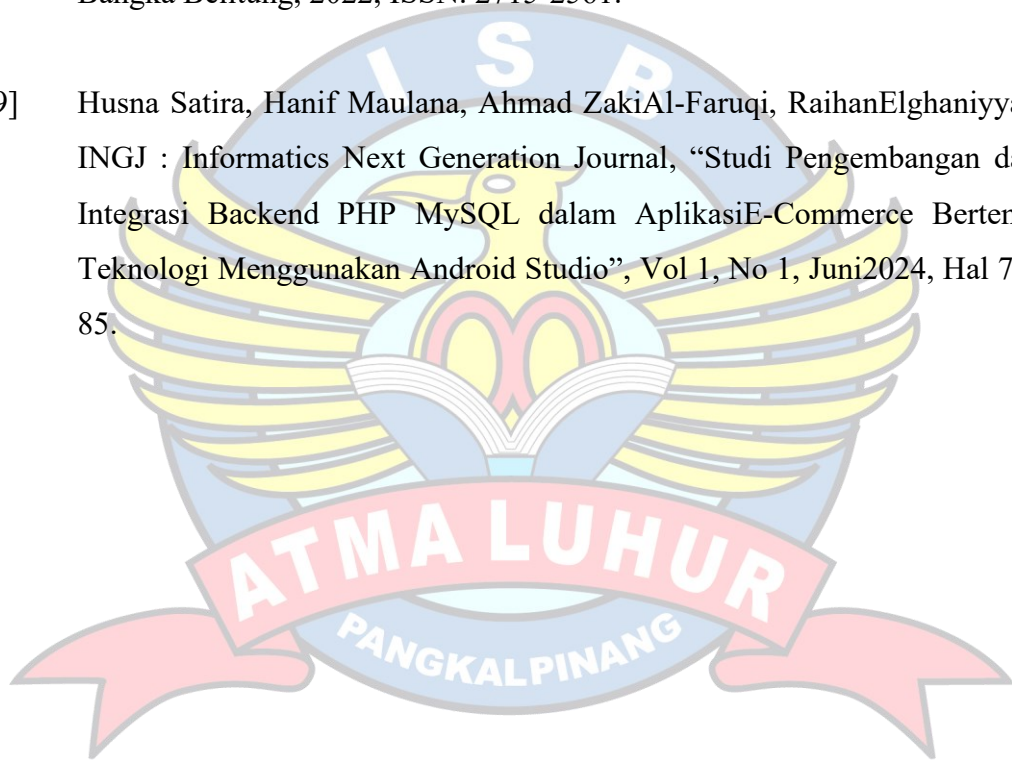 Bangka Belitung, 2022, ISSN: 2715-2561.
9] Husna Satira, Hanif Maulana, Ahmad ZakiAl-Faruqi, RaihanElghaniyya
INGJ : Informatics Next Generation Journal, “Studi Pengembangan da
Integrasi Backend PHP MySQL dalam AplikasiE-Commerce Bertem
Teknologi Menggunakan Android Studio”, Vol 1, No 1, Juni2024, Hal 7
85.
I S B
ATMA LUHUR
PANGKALPINANG